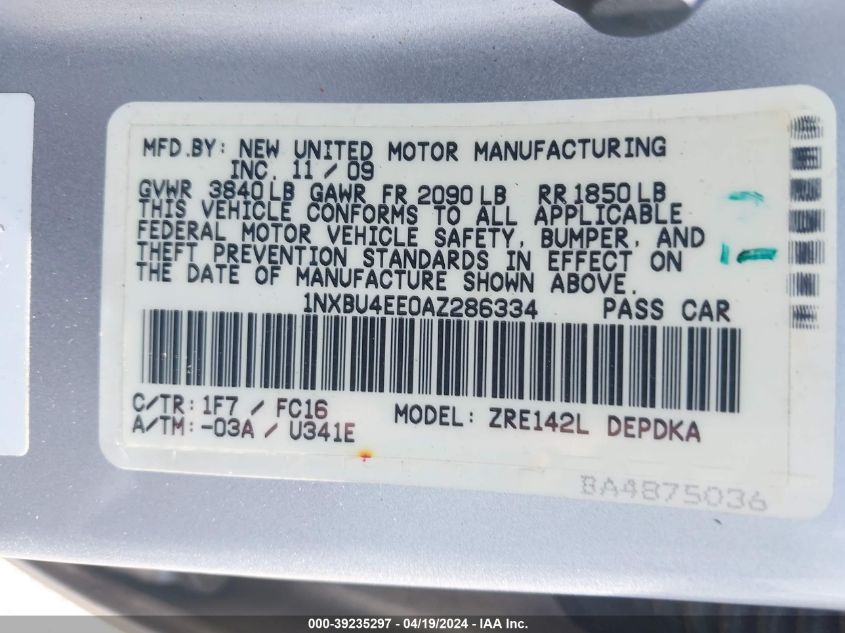 MFD.BY: NEW UNITED MOTOR MANUFACTURING
INC. 11 / 09
GVWR 3840 LB GAWR FR 2090 LB RR 1850 LB
THIS VEHICLE CONFORMS TO ALL APPLICABLE
FEDERAL MOTOR VEHICLE SAFETY, BUMPER, AND
THEFT PREVENTION STANDARDS IN EFFECT ON
THE DATE OF MANUFACTURE SHOWN ABOVE.
1NXBU4EE0AZ286334 PASS CAR
C/TR: 1F7 / FC16 MODEL: ZRE142L DEPDKA
A/TM: -03A / U341E
BA4875036
000-39235297 - 04/19/2024 - IAA Inc.